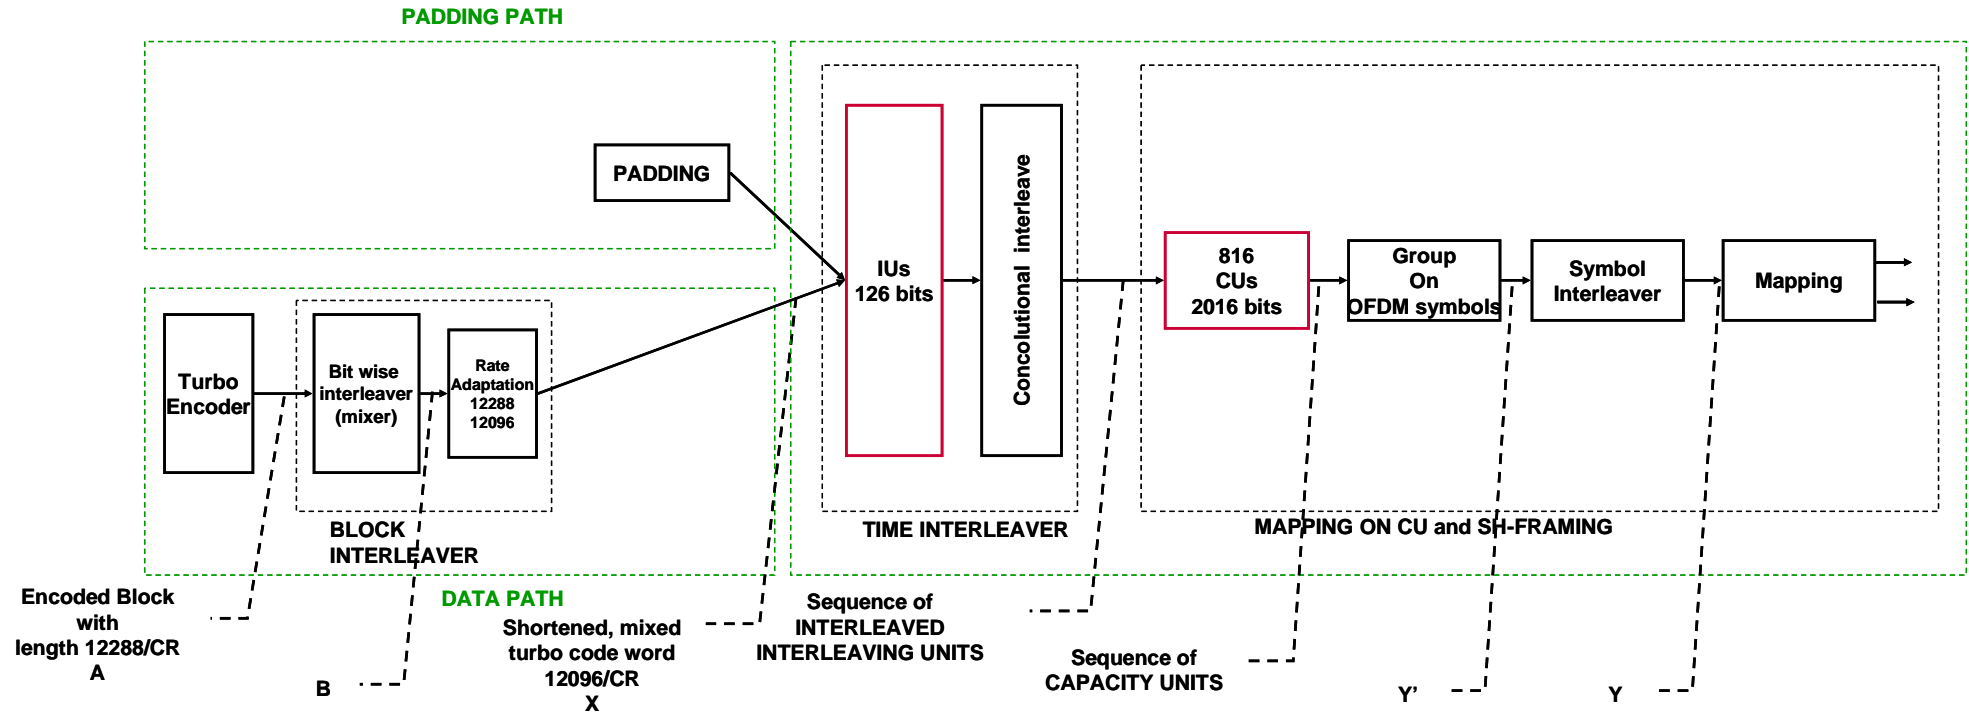 PADDING PATH
PADDING
Turbo
Encoder
Bit wise
interleaver
(mixer)
Rate
Adaptation
12288
12096
BLOCK
INTERLEAVER
DATA PATH
IUs
126 bits
Concolutional interleave
TIME INTERLEAVER
816
CUs
2016 bits
Group
On
OFDM symbols
Symbol
Interleaver
Mapping
MAPPING ON CU and SH-FRAMING
Encoded Block
with
length 12288/CR
A
B
Shortened, mixed
turbo code word
12096/CR
X
Sequence of
INTERLEAVED
INTERLEAVING UNITS
Sequence of
CAPACITY UNITS
Y’
Y